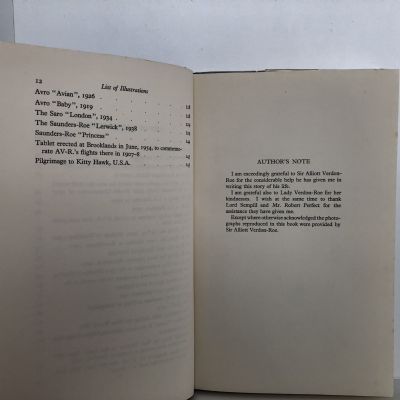 12 List of Illustrations
Avro "Avian", 1926 . . . . . 12
Avro "Baby", 1919 . . . . . 12
The Saro "London", 1934 . . . .
The Saunders-Roe "Lerwick", 1938 . . .
Saunders-Roe "Princess" . . . .
Tablet erected at Brooklands in June, 1954, to commemo-
rate AV-R.'s flights there in 1907-8 . . .
Pilgrimage to Kitty Hawk, U.S.A. . . .
AUTHOR'S NOTE
I am exceedingly grateful to Sir Alliott Verdon-
Roe for the considerable help he has given me in
writing this story of his life.
I am grateful also to Lady Verdon-Roe for her
kindnesses. I wish at the same time to thank
Lord Sempill and Mr. Robert Perfect for the
assistance they have given me.
Except where otherwise acknowledged the photo-
graphs reproduced in this book were provided by
Sir Alliott Verdon-Roe.